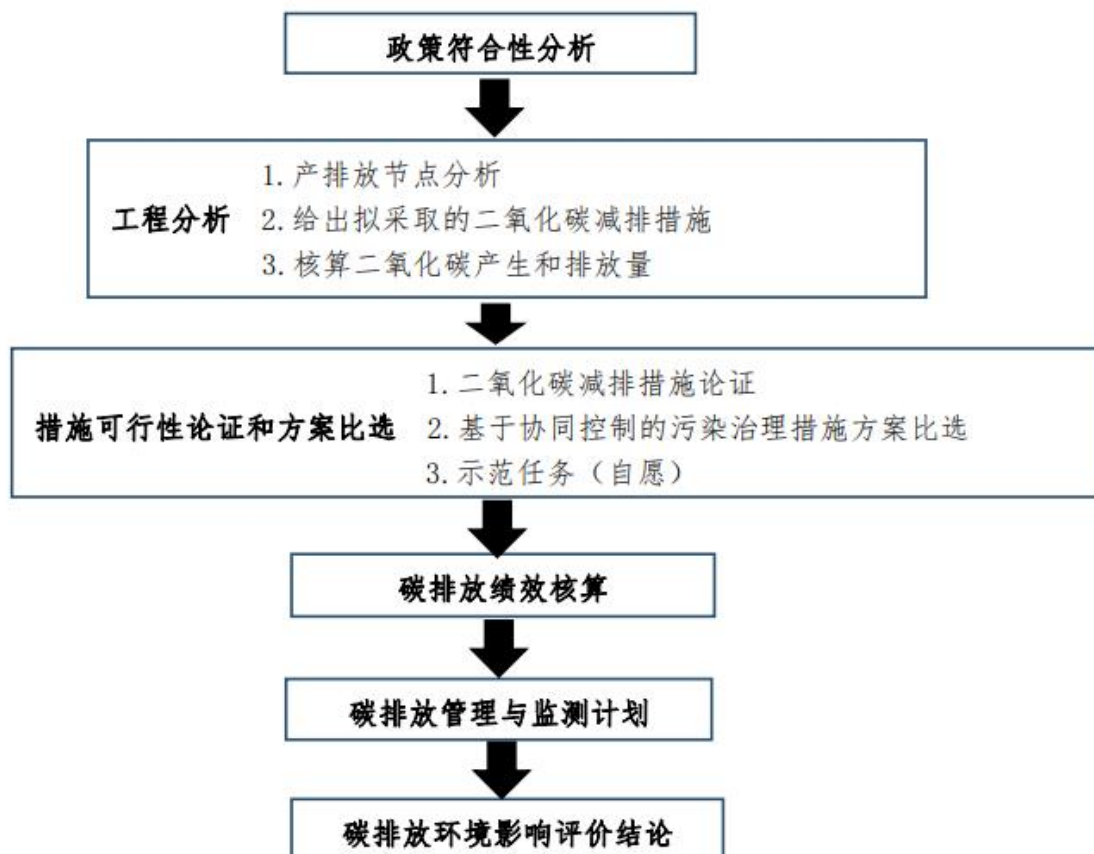 政策符合性分析
1.产排放节点分析
工程分析 2.给出拟采取的二氧化碳减排措施
3.核算二氧化碳产生和排放量
1.二氧化碳减排措施论证
措施可行性论证和方案比选 2.基于协同控制的污染治理措施方案比选
3.示范任务（自愿）
碳排放绩效核算
碳排放管理与监测计划
碳排放环境影响评价结论